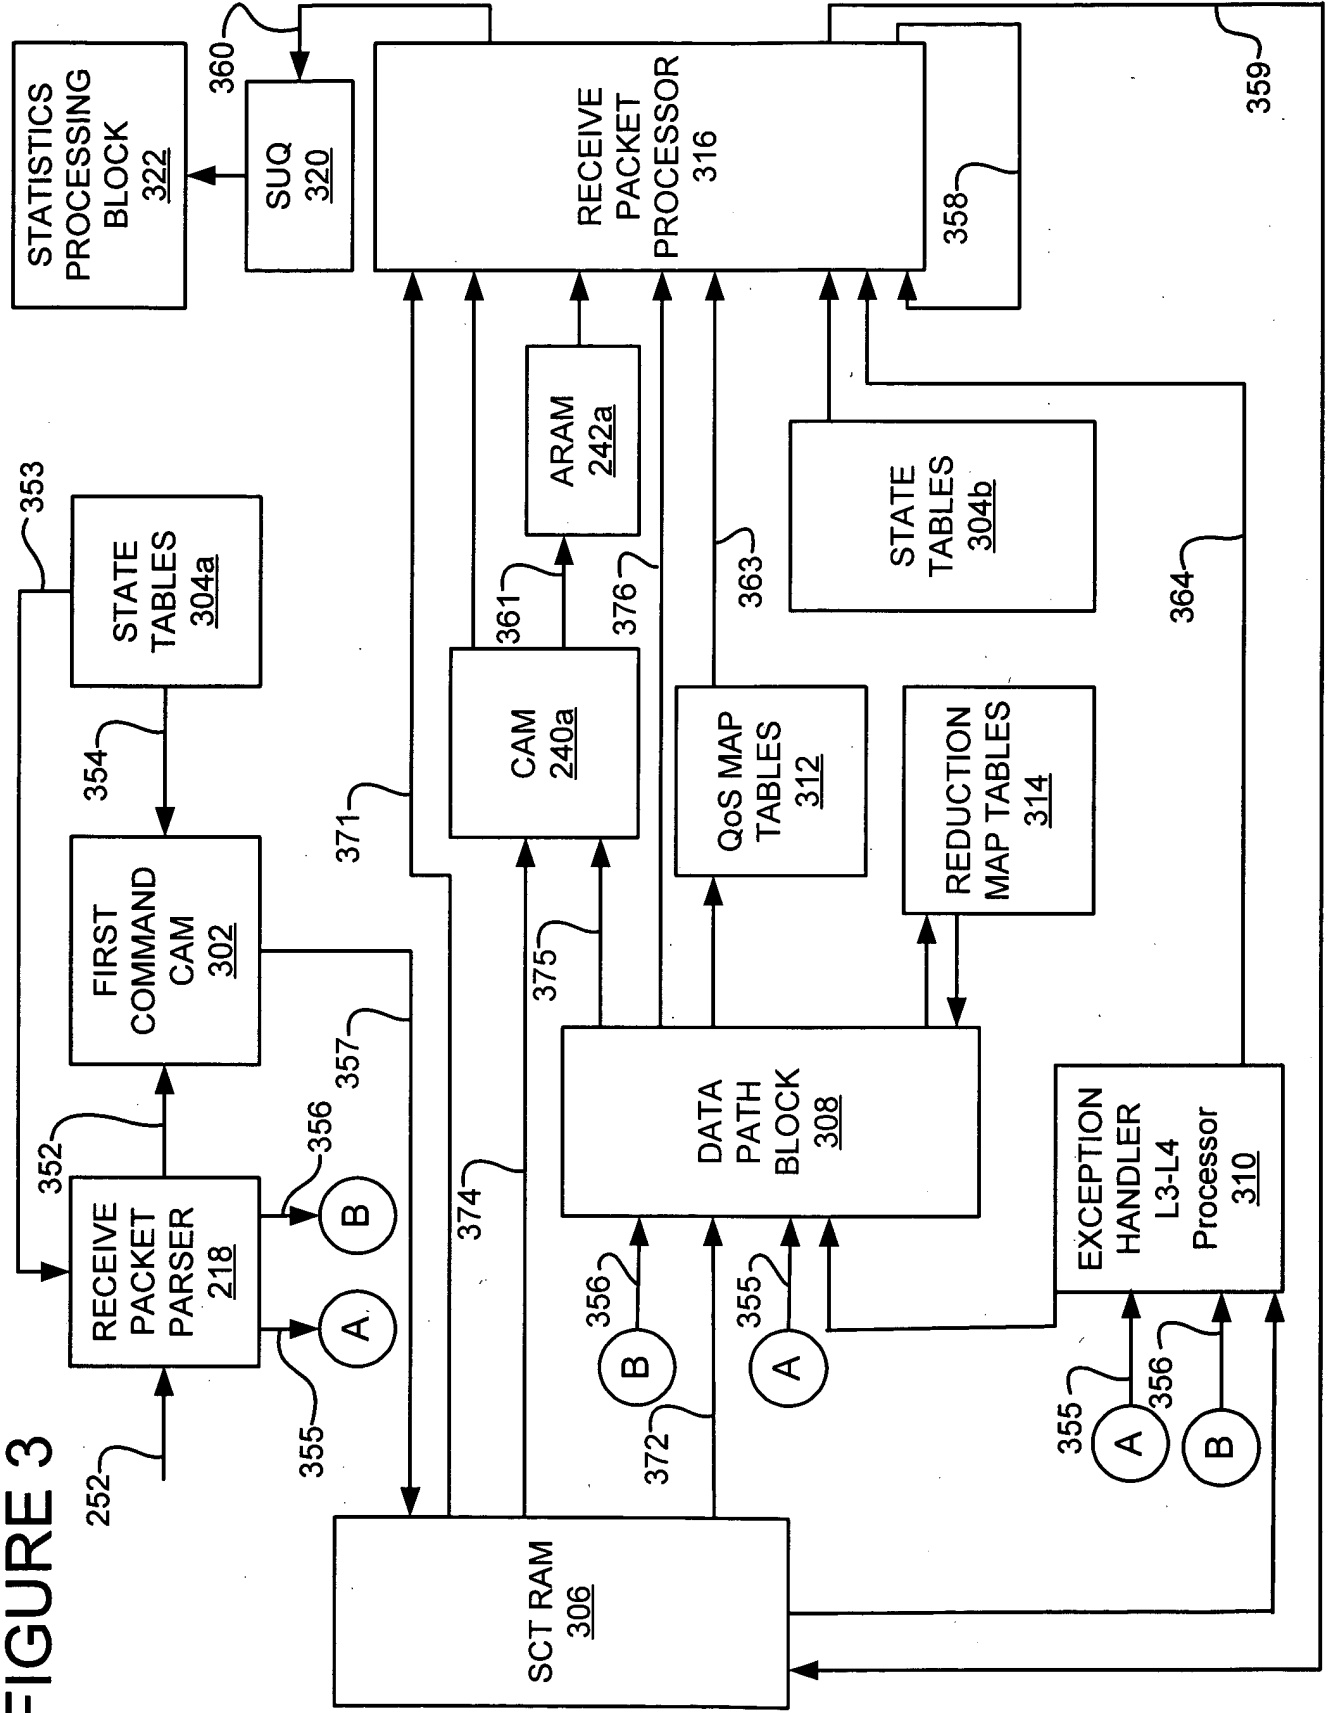 FIGURE 3
252
RECEIVE
PACKET
PARSER
218
352
FIRST
COMMAND
CAM
302
354
STATE
TABLES
304a
353
355
A
356
B
STATISTICS
PROCESSING
BLOCK
322
SUQ
320
360
357
371
SCT RAM
306
374
375
CAM
240a
361
ARAM
242a
376
RECEIVE
PACKET
PROCESSOR
316
B
356
372
A
355
DATA
PATH
BLOCK
308
QoS MAP
TABLES
312
363
REDUCTION
MAP TABLES
314
STATE
TABLES
304b
358
359
A
355
B
356
EXCEPTION
HANDLER
L3-L4
Processor
310
364